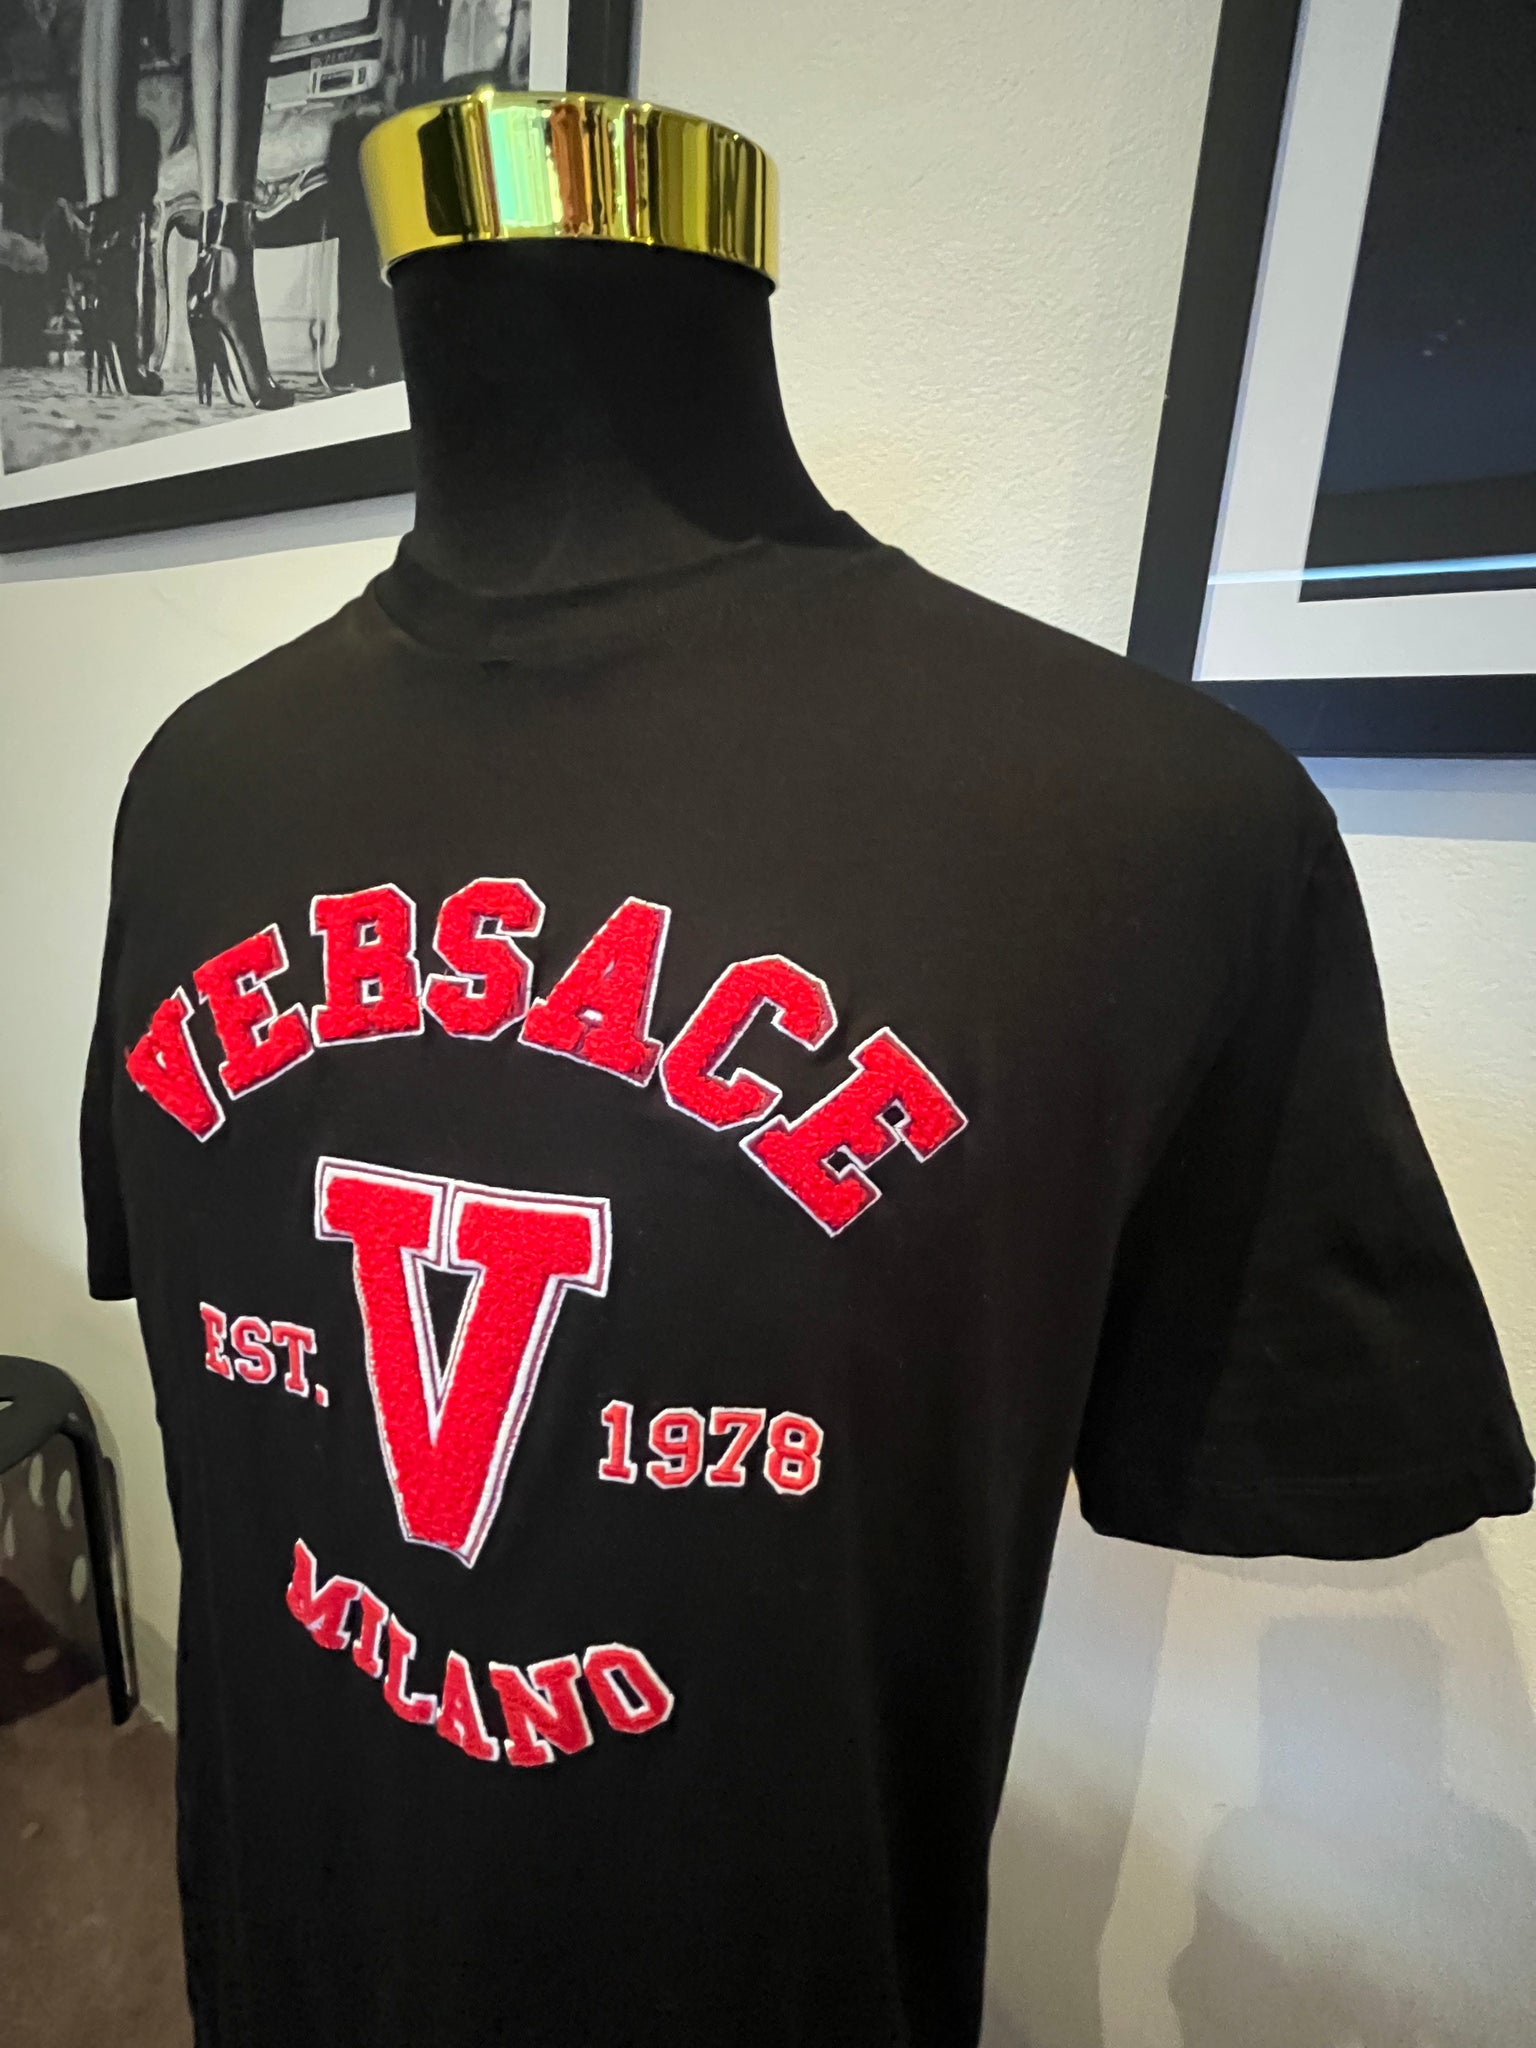 VERSACE
V
EST.
1978
MILANO